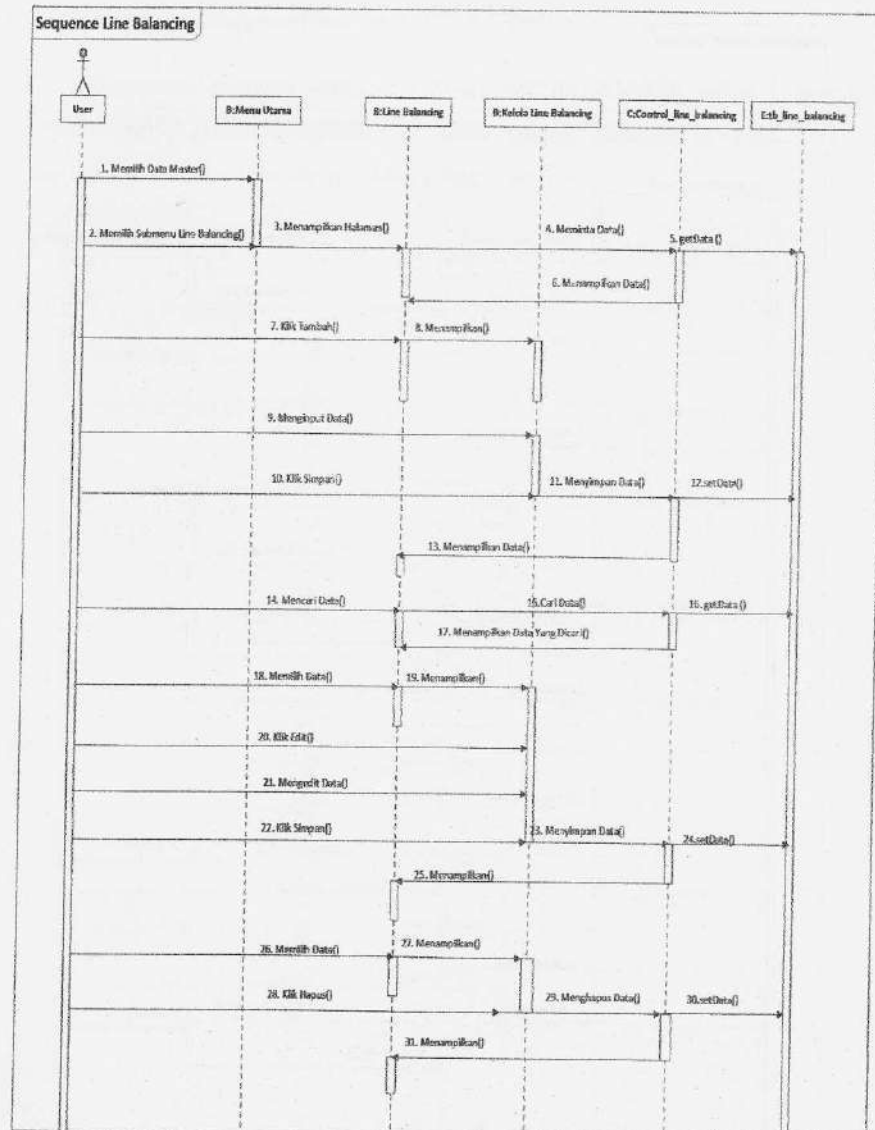 Sequence Line Balancing
User
B:Menu Utama
B:Line Balancing
B:Kelola Line Balancing
C:Control_line_balancing
E:tb_line_balancing
1. Memilih Data Master()
2. Memilih Submenu Line Balancing()
3. Menampilkan Halaman()
4. Meminta Data()
5. getData ()
6. Menampilkan Data()
7. Klik Tambah()
8. Menampilkan()
9. Menginput Data()
10. Klik Simpan()
11. Menyimpan Data()
12.setData()
13. Menampilkan Data()
14. Mencari Data()
15.Cari Data()
16. getData ()
17. Menampilkan Data Yang Dicari()
18. Memilih Data()
19. Menampilkan()
20. Klik Edit()
21. Mengedit Data()
22. Klik Simpan()
23. Menyimpan Data()
24.setData()
25. Menampilkan()
26. Memilih Data()
27. Menampilkan()
28. Klik Hapus()
29. Menghapus Data()
30.setData()
31. Menampilkan()